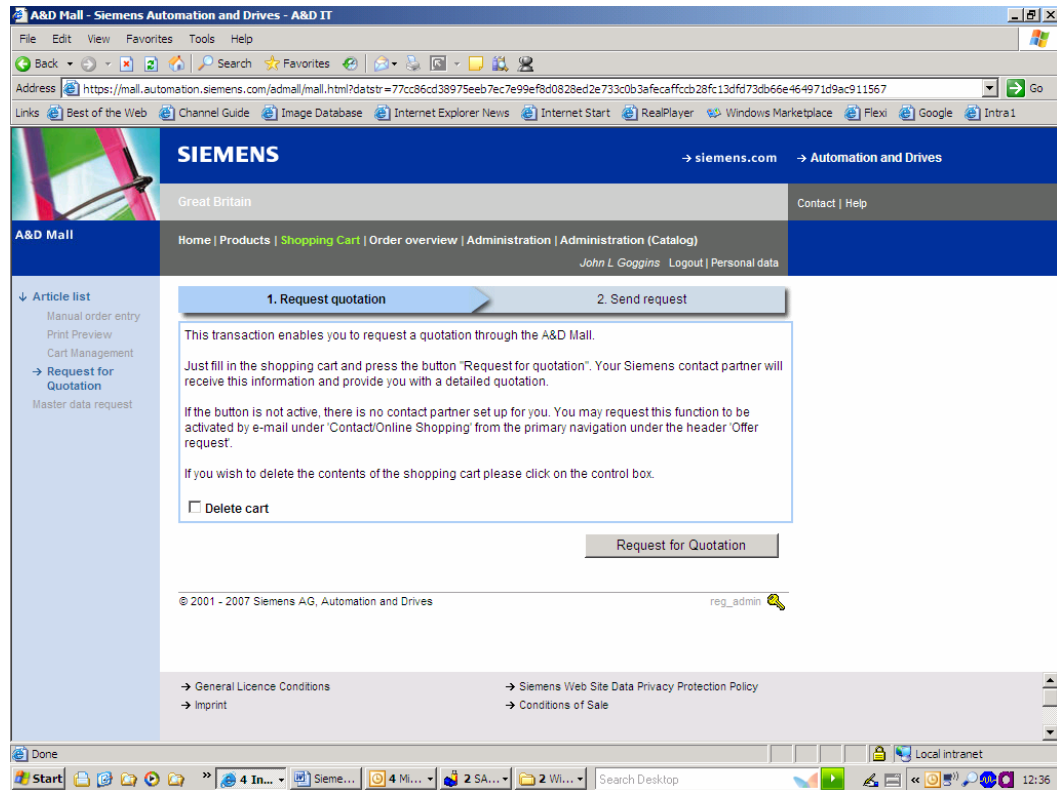 A&D Mall - Siemens Automation and Drives - A&D IT
File Edit View Favorites Tools Help
Back Search Favorites
Address https://mall.automation.siemens.com/admall/mall.html?datstr=77cc86cd38975eeb7ec7e99ef8d0828ed2e733c0b3afecaffccb28fc13dfd73db66e464971d9ac911567 Go
Links Best of the Web Channel Guide Image Database Internet Explorer News Internet Start RealPlayer Windows Marketplace Flexi Google Intra1
SIEMENS
→ siemens.com → Automation and Drives
Great Britain
Contact | Help
A&D Mall
Home | Products | Shopping Cart | Order overview | Administration | Administration (Catalog)
John L Goggins Logout | Personal data
Article list
Manual order entry
Print Preview
Cart Management
→ Request for
Quotation
Master data request
1. Request quotation
2. Send request
This transaction enables you to request a quotation through the A&D Mall.
Just fill in the shopping cart and press the button "Request for quotation". Your Siemens contact partner will
receive this information and provide you with a detailed quotation.
If the button is not active, there is no contact partner set up for you. You may request this function to be
activated by e-mail under 'Contact/Online Shopping' from the primary navigation under the header 'Offer
request'.
If you wish to delete the contents of the shopping cart please click on the control box.
Delete cart
Request for Quotation
© 2001 - 2007 Siemens AG, Automation and Drives
reg_admin
→ General Licence Conditions
→ Siemens Web Site Data Privacy Protection Policy
→ Imprint
→ Conditions of Sale
Done
Local intranet
Start » 4 In... Sieme... 4 Mi... 2 SA... 2 Wi... Search Desktop « 12:36